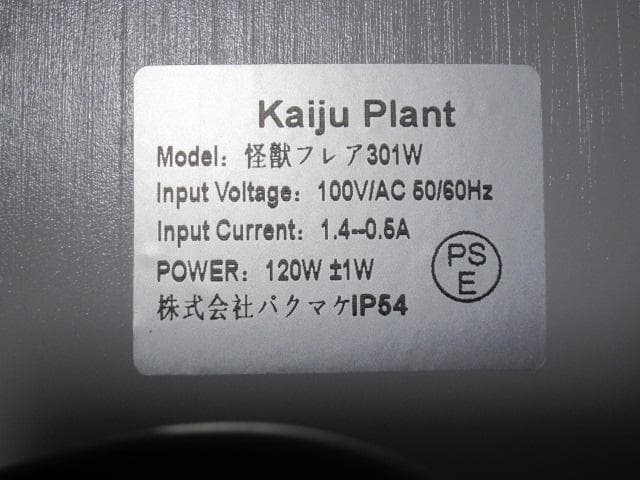 Kaiju Plant
Model: 怪獣フレア301W
Input Voltage: 100V/AC 50/60Hz
Input Current: 1.4--0.5A
POWER: 120W ±1W
株式会社パクマケIP54
PS
E